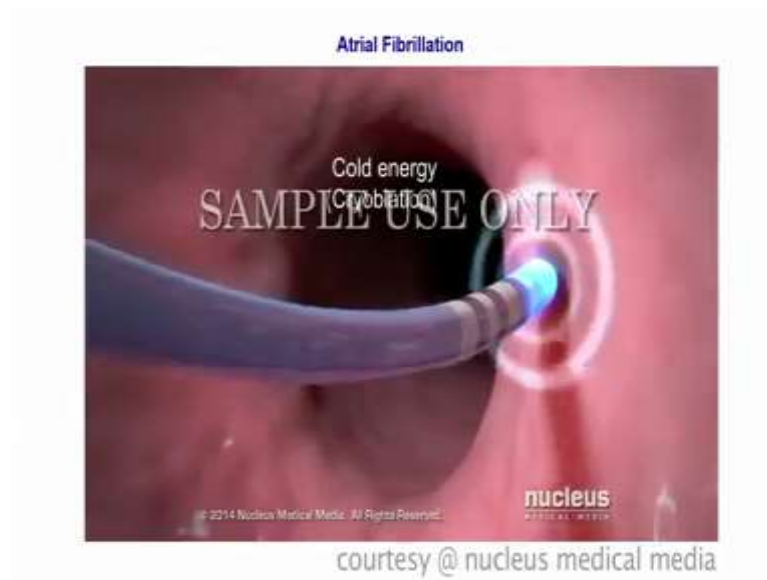 Atrial Fibrillation
Cold energy
SAMPLE USE ONLY
© 2014 Nucleus Medical Media. All Rights Reserved.
nucleus
MEDICAL MEDIA
courtesy @ nucleus medical media